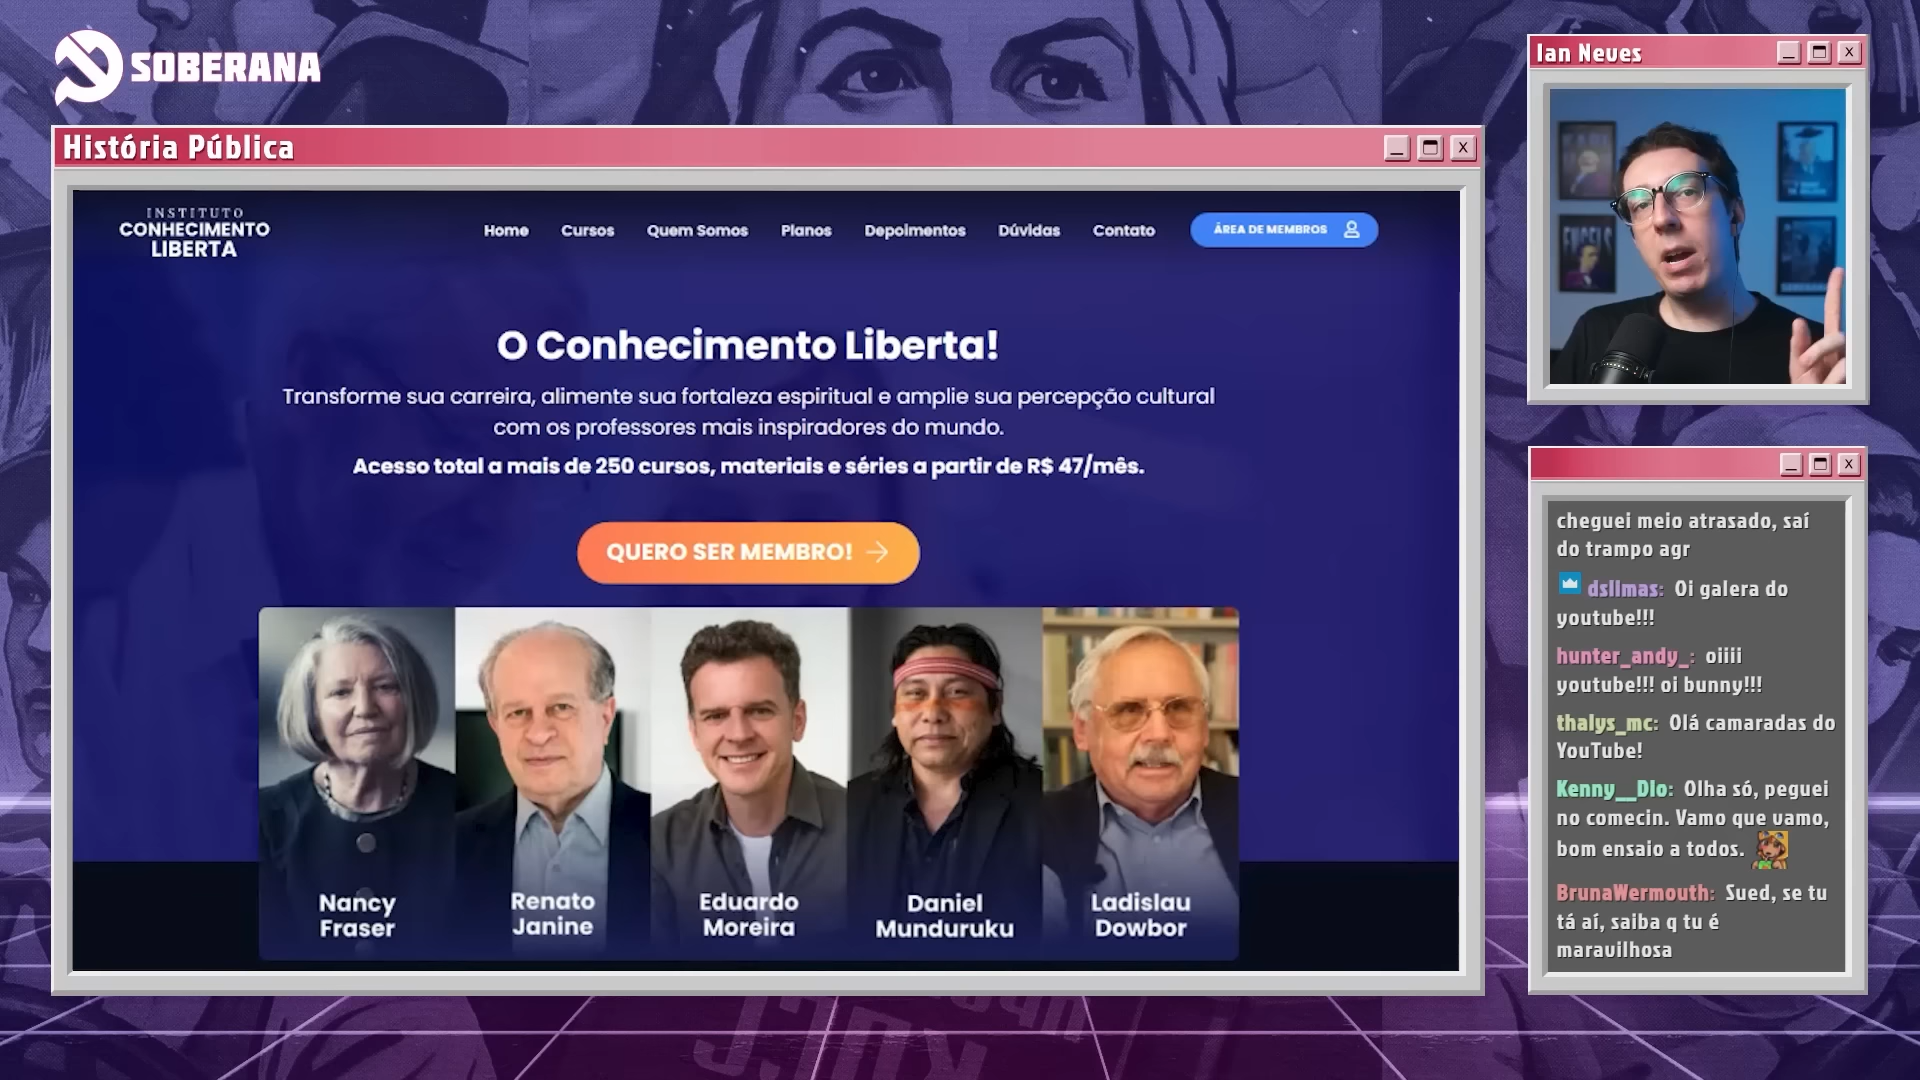 SOBERANA
História Pública
INSTITUTO
CONHECIMENTO
LIBERTA
Home Cursos Quem Somos Planos Depoimentos Dúvidas Contato ÁREA DE MEMBROS
O Conhecimento Liberta!
Transforme sua carreira, alimente sua fortaleza espiritual e amplie sua percepção cultural
com os professores mais inspiradores do mundo.
Acesso total a mais de 250 cursos, materiais e séries a partir de R$ 47/mês.
QUERO SER MEMBRO!
Nancy
Fraser
Renato
Janine
Eduardo
Moreira
Daniel
Munduruku
Ladislau
Dowbor
Ian Neves
ENGELS
cheguei meio atrasado, saí
do trampo agr
dsllmas: Oi galera do
youtube!!!
hunter_andy_: oiiii
youtube!!! oi bunny!!!
thalys_mc: Olá camaradas do
YouTube!
Kenny__Dlo: Olha só, peguei
no comecin. Vamo que vamo,
bom ensaio a todos.
BrunaWermouth: Sued, se tu
tá aí, saiba q tu é
maravilhosa